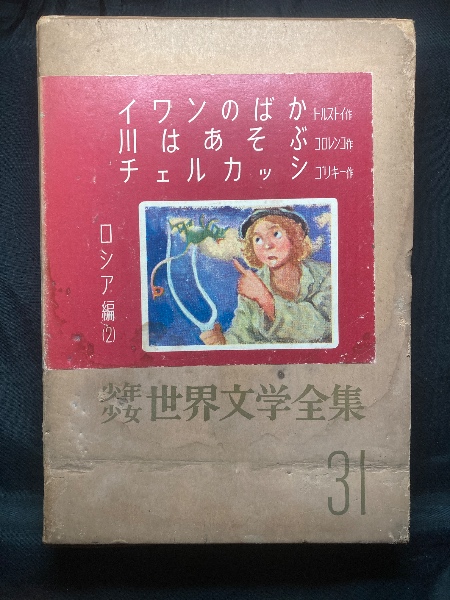 イワンのばか トルストイ作
川はあそぶ コロレンコ作
チェルカッシ ゴリキー作
ロシア編(2)
少年少女 世界文学全集
31